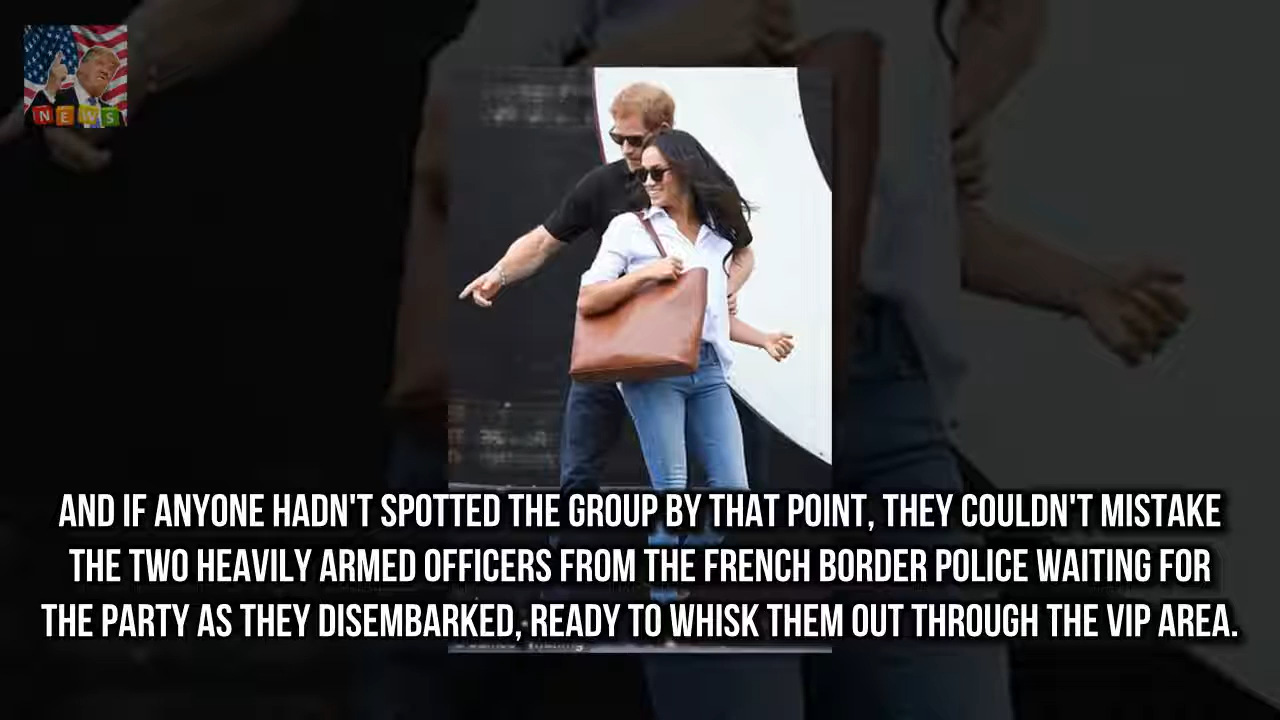 NEWS
AND IF ANYONE HADN'T SPOTTED THE GROUP BY THAT POINT, THEY COULDN'T MISTAKE
THE TWO HEAVILY ARMED OFFICERS FROM THE FRENCH BORDER POLICE WAITING FOR
THE PARTY AS THEY DISEMBARKED, READY TO WHISK THEM OUT THROUGH THE VIP AREA.